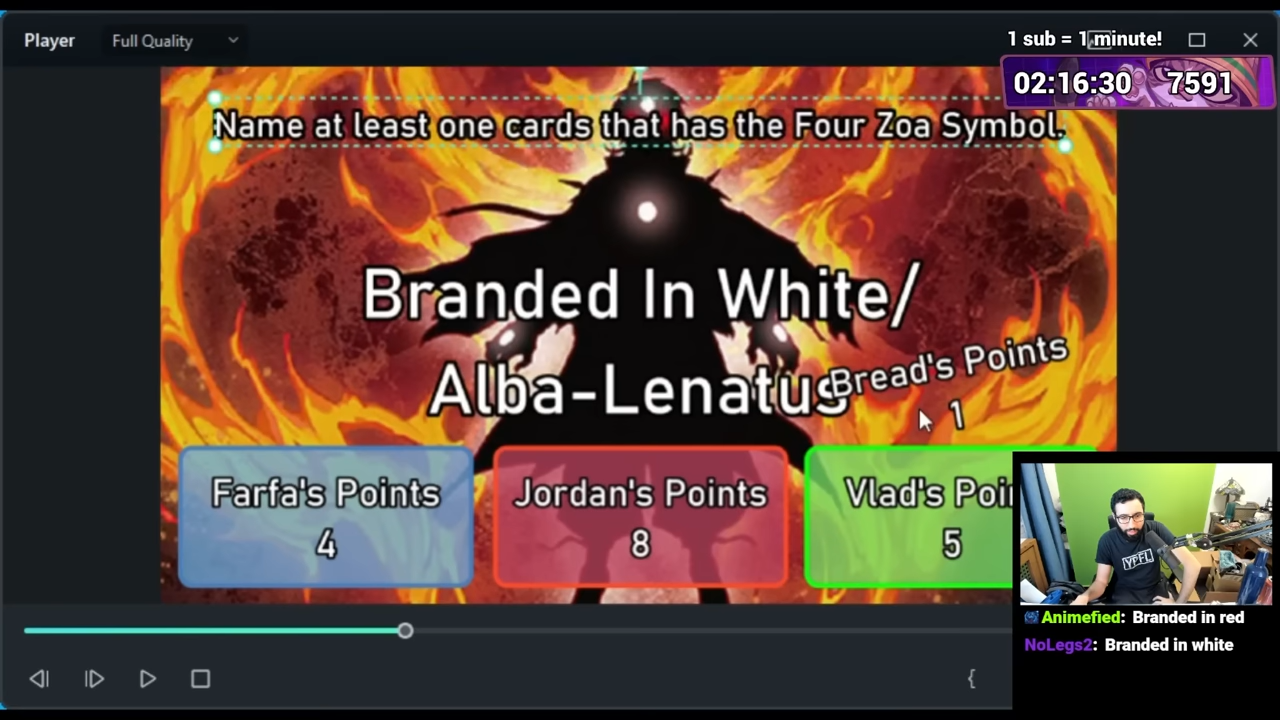 Player
Full Quality
1 sub = 1 minute!
02:16:30
7591
Name at least one cards that has the Four Zoa Symbol.
Branded In White/
Alba-Lenatus
Bread's Points
1
Farfa's Points
4
Jordan's Points
8
Vlad's Poin
5
YPFL
Animefied: Branded in red
NoLegs2: Branded in white